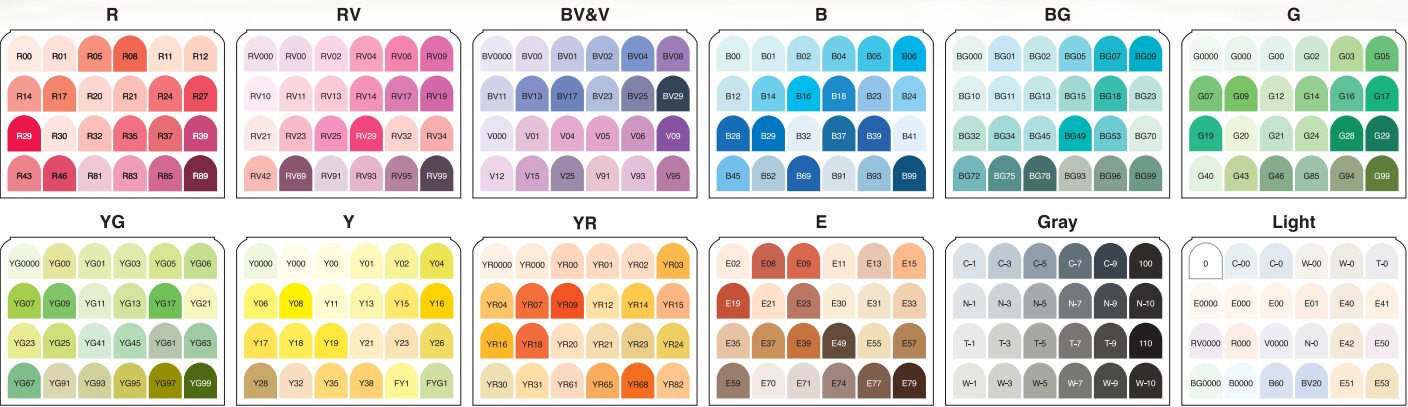 R RV BV&V B BG G
R00 R01 R05 R08 R11 R12 RV000 RV00 RV02 RV04 RV06 RV09 BV0000 BV00 BV01 BV02 BV04 BV08 B00 B01 B02 B04 B05 B06 BG000 BG01 BG02 BG05 BG07 BG09 G0000 G000 G00 G02 G03 G05
R14 R17 R20 R21 R24 R27 RV10 RV11 RV13 RV14 RV17 RV19 BV11 BV13 BV17 BV23 BV25 BV29 B12 B14 B16 B18 B23 B24 BG10 BG11 BG13 BG15 BG18 BG23 G07 G09 G12 G14 G16 G17
R29 R30 R32 R35 R37 R39 RV21 RV23 RV25 RV29 RV32 RV34 V000 V01 V04 V05 V06 V09 B28 B29 B32 B37 B39 B41 BG32 BG34 BG45 BG49 BG53 BG70 G19 G20 G21 G24 G28 G29
R43 R46 R81 R83 R85 R89 RV42 RV69 RV91 RV93 RV95 RV99 V12 V15 V25 V91 V93 V95 B45 B52 B69 B91 B93 B99 BG72 BG75 BG78 BG93 BG96 BG99 G40 G43 G46 G85 G94 G99
YG Y YR E Gray Light
YG0000 YG00 YG01 YG03 YG05 YG06 Y0000 Y000 Y00 Y01 Y02 Y04 YR0000 YR000 YR00 YR01 YR02 YR03 E02 E08 E09 E11 E13 E15 C-1 C-3 C-5 C-7 C-9 100 0 C-00 C-0 W-00 W-0 T-0
YG07 YG09 YG11 YG13 YG17 YG21 Y06 Y08 Y11 Y13 Y15 Y16 YR04 YR07 YR09 YR12 YR14 YR15 E19 E21 E23 E30 E31 E33 N-1 N-3 N-5 N-7 N-9 N-10 E0000 E000 E00 E01 E40 E41
YG23 YG25 YG41 YG45 YG61 YG63 Y17 Y18 Y19 Y21 Y23 Y26 YR16 YR18 YR20 YR21 YR23 YR24 E35 E37 E39 E49 E55 E57 T-1 T-3 T-5 T-7 T-9 110 RV0000 R000 V0000 N-0 E42 E50
YG67 YG91 YG93 YG95 YG97 YG99 Y28 Y32 Y35 Y38 FY1 FYG1 YR30 YR31 YR61 YR65 YR68 YR82 E59 E70 E71 E74 E77 E79 W-1 W-3 W-5 W-7 W-9 W-10 BG0000 B0000 B60 BV20 E51 E53